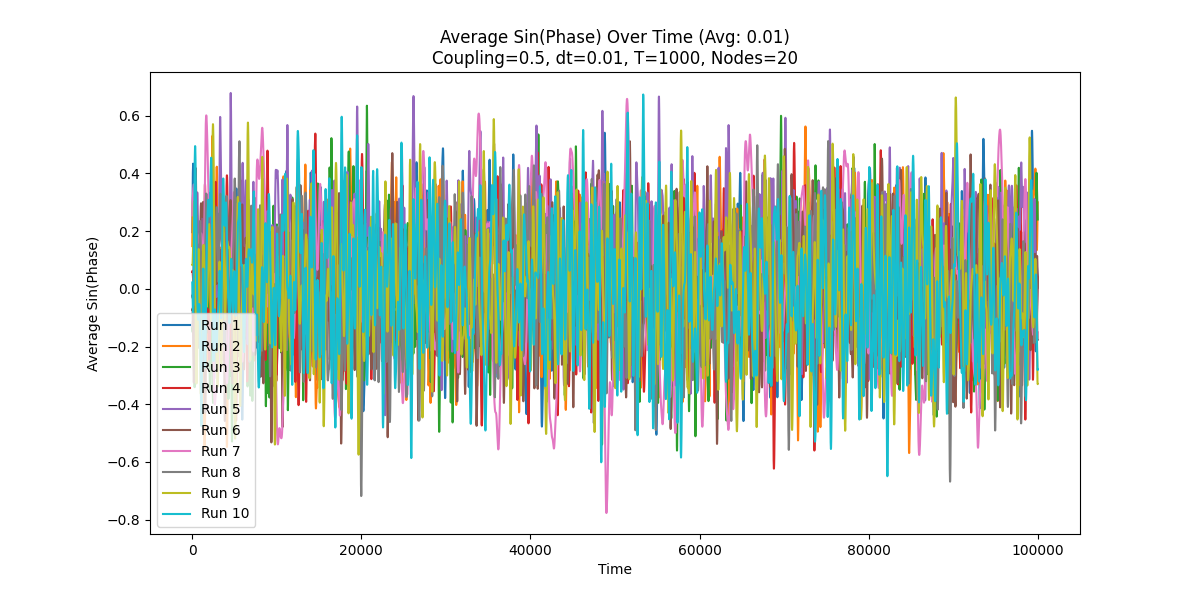 Average Sin(Phase) Over Time (Avg: 0.01)
Coupling=0.5, dt=0.01, T=1000, Nodes=20
Average Sin(Phase)
0.6
0.4
0.2
0.0
−0.2
−0.4
−0.6
−0.8
Run 1
Run 2
Run 3
Run 4
Run 5
Run 6
Run 7
Run 8
Run 9
Run 10
0
20000
40000
60000
80000
100000
Time